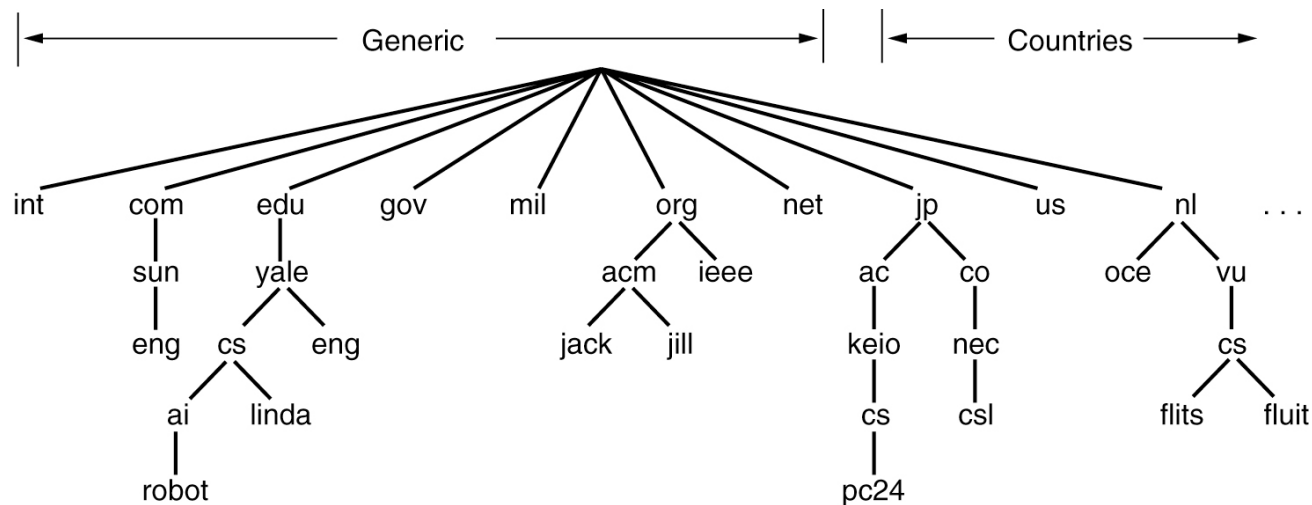 Generic Countries
int com edu gov mil org net jp us nl . . .
sun yale acm ieee ac co oce vu
eng cs eng jack jill keio nec cs
ai linda cs csl flits fluit
robot pc24